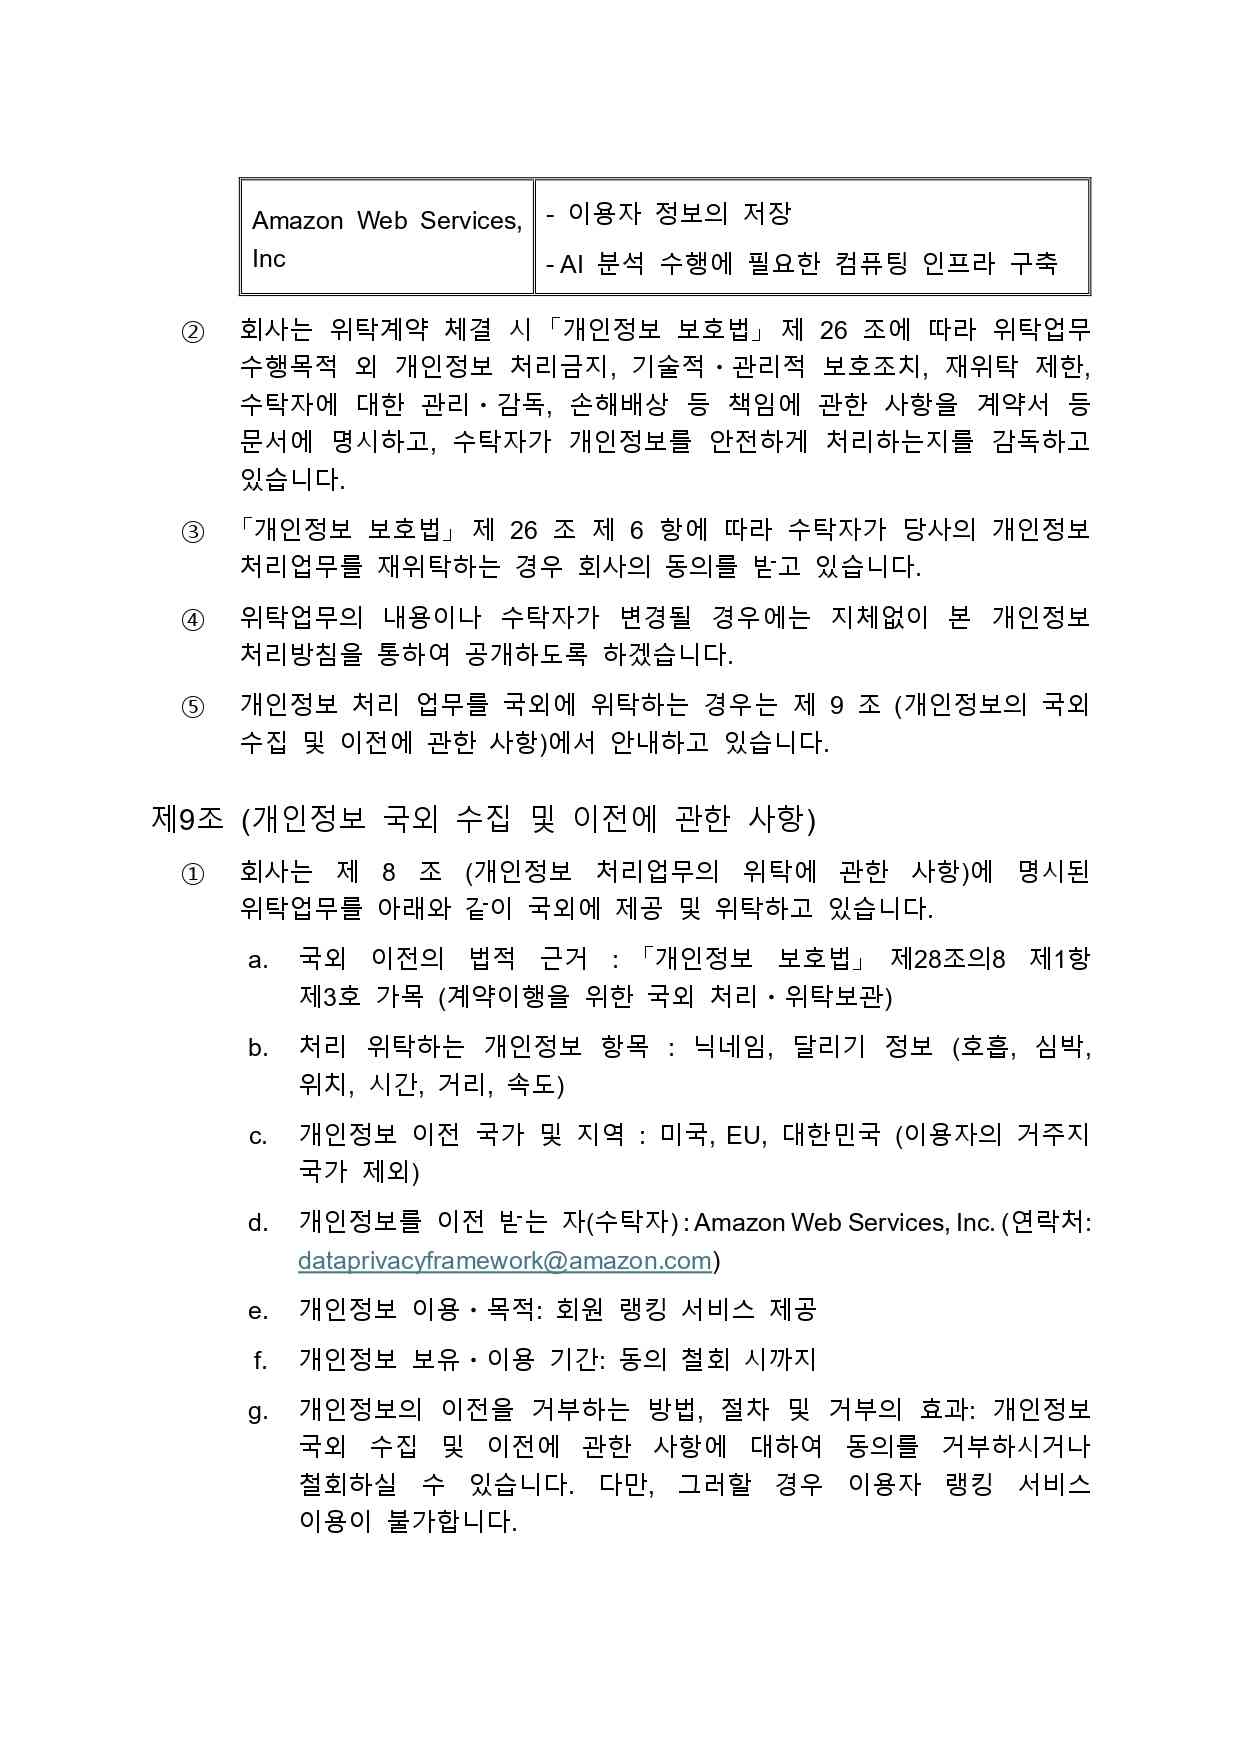 Amazon Web Services,
Inc
- 이용자 정보의 저장
- AI 분석 수행에 필요한 컴퓨팅 인프라 구축
② 회사는 위탁계약 체결 시「개인정보 보호법」제 26 조에 따라 위탁업무
수행목적 외 개인정보 처리금지, 기술적・관리적 보호조치, 재위탁 제한,
수탁자에 대한 관리・감독, 손해배상 등 책임에 관한 사항을 계약서 등
문서에 명시하고, 수탁자가 개인정보를 안전하게 처리하는지를 감독하고
있습니다.
③ 「개인정보 보호법」제 26 조 제 6 항에 따라 수탁자가 당사의 개인정보
처리업무를 재위탁하는 경우 회사의 동의를 받고 있습니다.
④ 위탁업무의 내용이나 수탁자가 변경될 경우에는 지체없이 본 개인정보
처리방침을 통하여 공개하도록 하겠습니다.
⑤ 개인정보 처리 업무를 국외에 위탁하는 경우는 제 9 조 (개인정보의 국외
수집 및 이전에 관한 사항)에서 안내하고 있습니다.
제9조 (개인정보 국외 수집 및 이전에 관한 사항)
① 회사는 제 8 조 (개인정보 처리업무의 위탁에 관한 사항)에 명시된
위탁업무를 아래와 같이 국외에 제공 및 위탁하고 있습니다.
a. 국외 이전의 법적 근거 :「개인정보 보호법」 제28조의8 제1항
제3호 가목 (계약이행을 위한 국외 처리・위탁보관)
b. 처리 위탁하는 개인정보 항목 : 닉네임, 달리기 정보 (호흡, 심박,
위치, 시간, 거리, 속도)
c. 개인정보 이전 국가 및 지역 : 미국, EU, 대한민국 (이용자의 거주지
국가 제외)
d. 개인정보를 이전 받는 자(수탁자) : Amazon Web Services, Inc. (연락처:
dataprivacyframework@amazon.com)
e. 개인정보 이용・목적: 회원 랭킹 서비스 제공
f. 개인정보 보유・이용 기간: 동의 철회 시까지
g. 개인정보의 이전을 거부하는 방법, 절차 및 거부의 효과: 개인정보
국외 수집 및 이전에 관한 사항에 대하여 동의를 거부하시거나
철회하실 수 있습니다. 다만, 그러할 경우 이용자 랭킹 서비스
이용이 불가합니다.